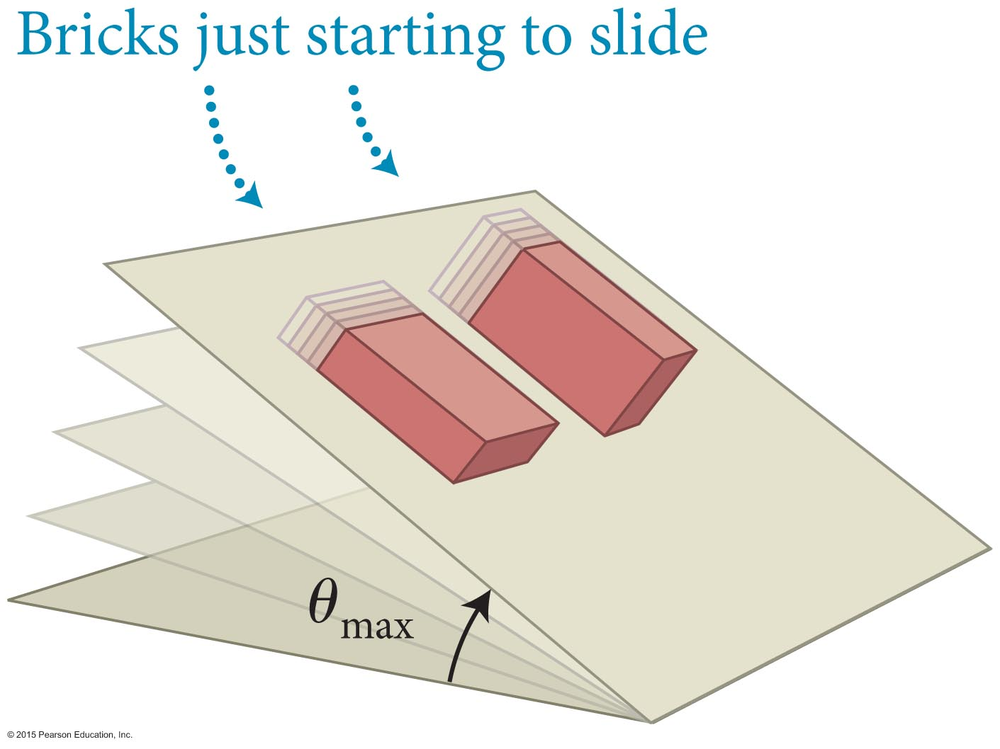 Bricks just starting to slide
θmax
© 2015 Pearson Education, Inc.